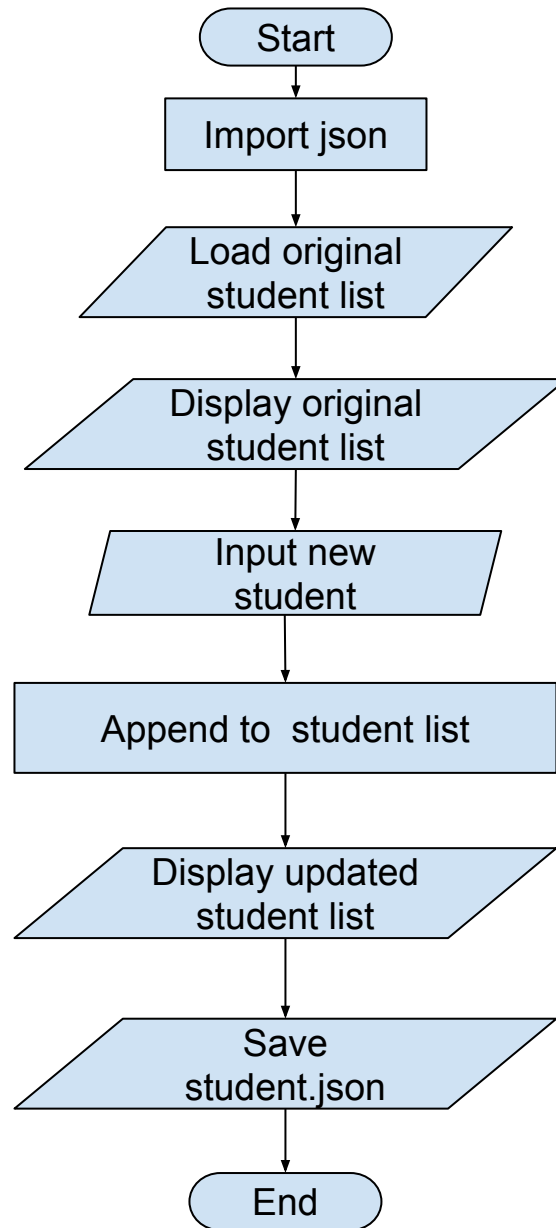 Start
Import json
Load original
student list
Display original
student list
Input new
student
Append to  student list
Display updated
student list
Save
student.json
End